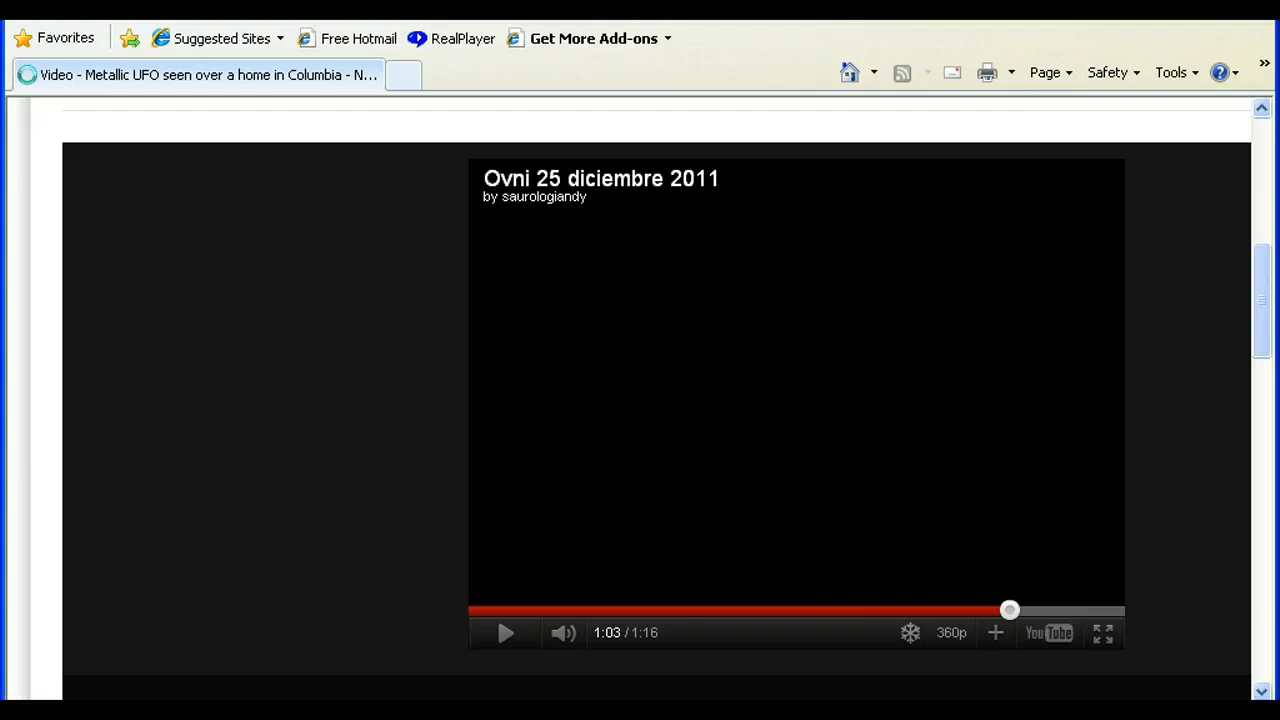 Favorites
Suggested Sites
Free Hotmail
RealPlayer
Get More Add-ons
Video - Metallic UFO seen over a home in Columbia - N...
Page
Safety
Tools
Ovni 25 diciembre 2011
by saurologiandy
1:03 / 1:16
360p
YouTube